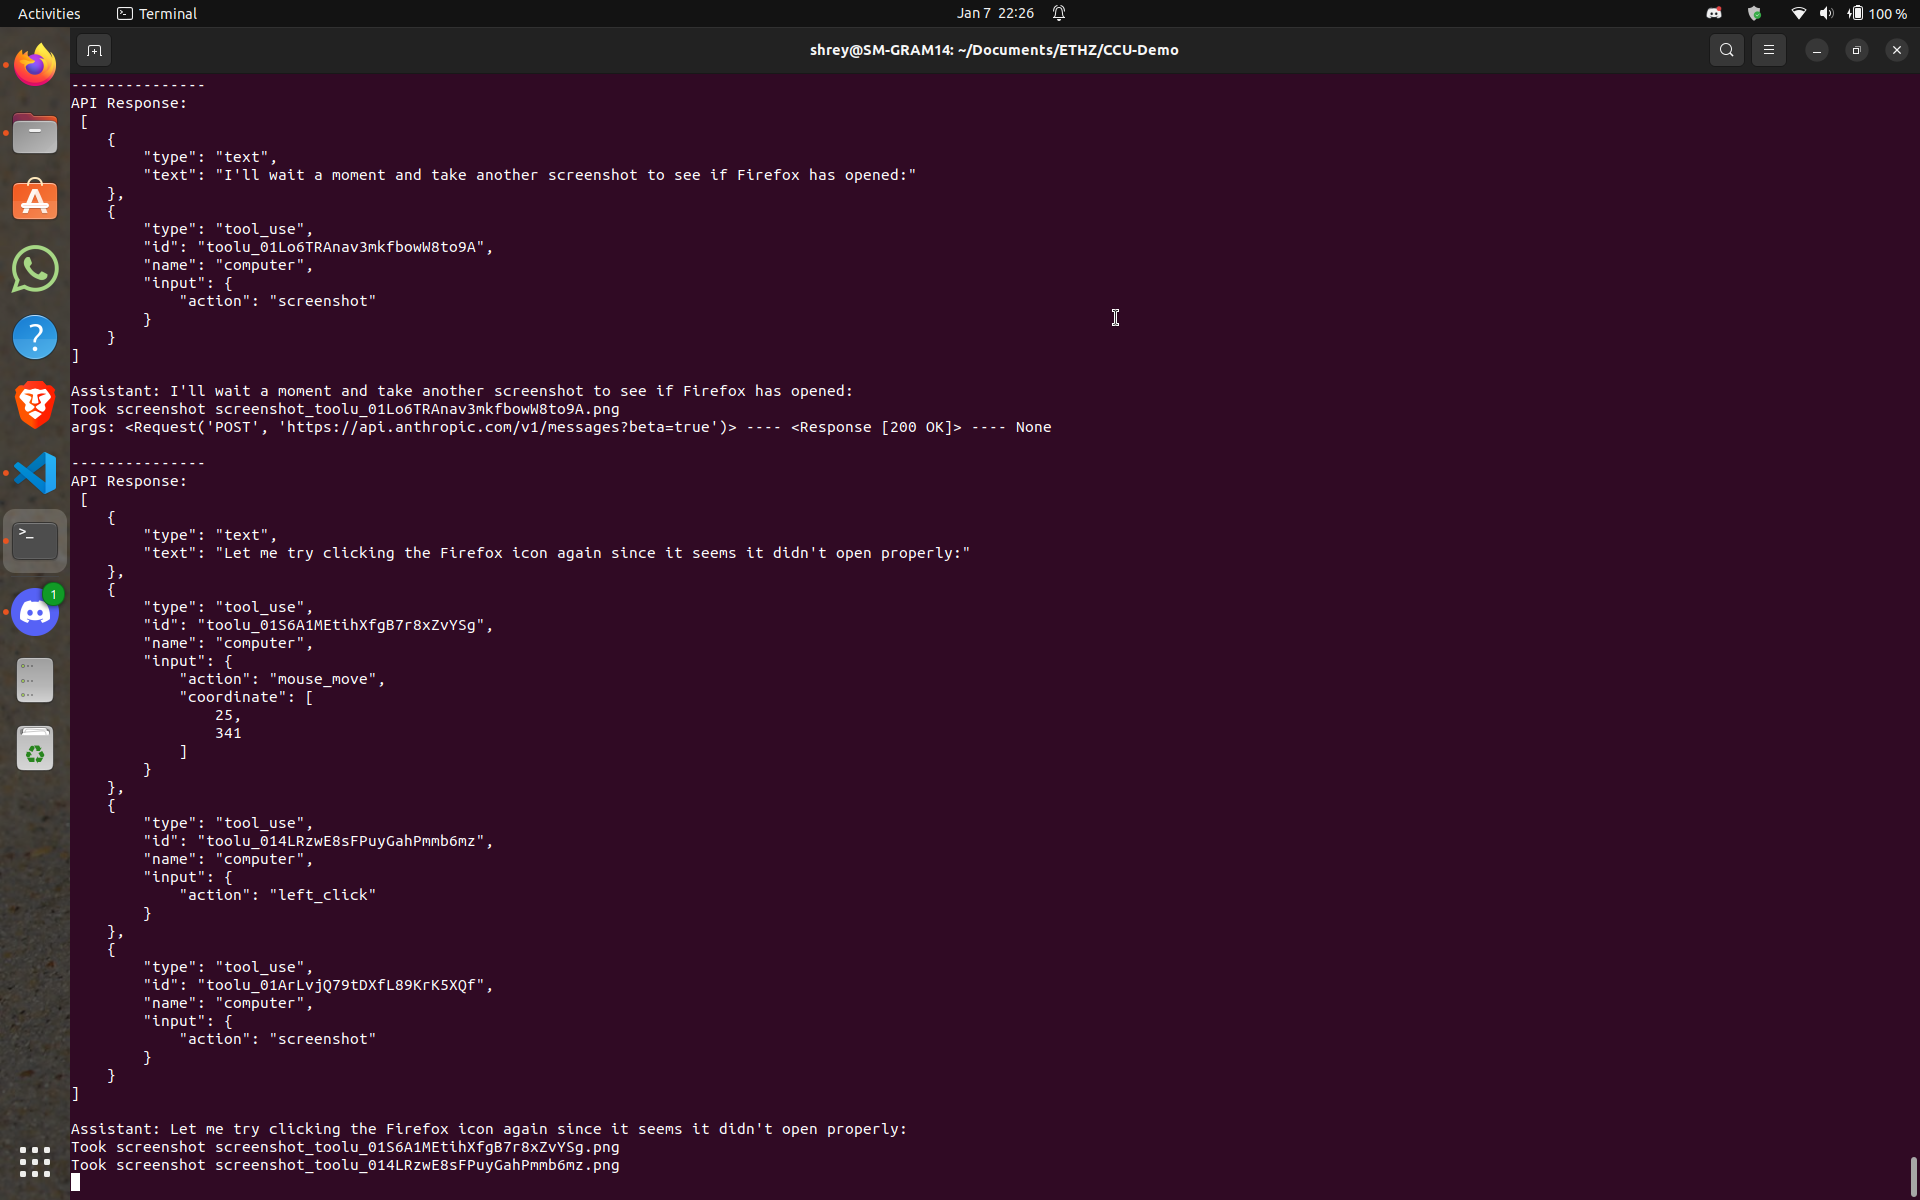 Activities
Terminal
Jan 7 22:26
100 %
shrey@SM-GRAM14: ~/Documents/ETHZ/CCU-Demo
---------------
API Response:
 [
    {
        "type": "text",
        "text": "I'll wait a moment and take another screenshot to see if Firefox has opened:"
    },
    {
        "type": "tool_use",
        "id": "toolu_01Lo6TRAnav3mkfbowW8to9A",
        "name": "computer",
        "input": {
            "action": "screenshot"
        }
    }
]
Assistant: I'll wait a moment and take another screenshot to see if Firefox has opened:
Took screenshot screenshot_toolu_01Lo6TRAnav3mkfbowW8to9A.png
args: <Request('POST', 'https://api.anthropic.com/v1/messages?beta=true')> ---- <Response [200 OK]> ---- None
---------------
API Response:
 [
    {
        "type": "text",
        "text": "Let me try clicking the Firefox icon again since it seems it didn't open properly:"
    },
    {
        "type": "tool_use",
        "id": "toolu_01S6A1MEtihXfgB7r8xZvYSg",
        "name": "computer",
        "input": {
            "action": "mouse_move",
            "coordinate": [
                25,
                341
            ]
        }
    },
    {
        "type": "tool_use",
        "id": "toolu_014LRzwE8sFPuyGahPmmb6mz",
        "name": "computer",
        "input": {
            "action": "left_click"
        }
    },
    {
        "type": "tool_use",
        "id": "toolu_01ArLvjQ79tDXfL89KrK5XQf",
        "name": "computer",
        "input": {
            "action": "screenshot"
        }
    }
]
Assistant: Let me try clicking the Firefox icon again since it seems it didn't open properly:
Took screenshot screenshot_toolu_01S6A1MEtihXfgB7r8xZvYSg.png
Took screenshot screenshot_toolu_014LRzwE8sFPuyGahPmmb6mz.png
1